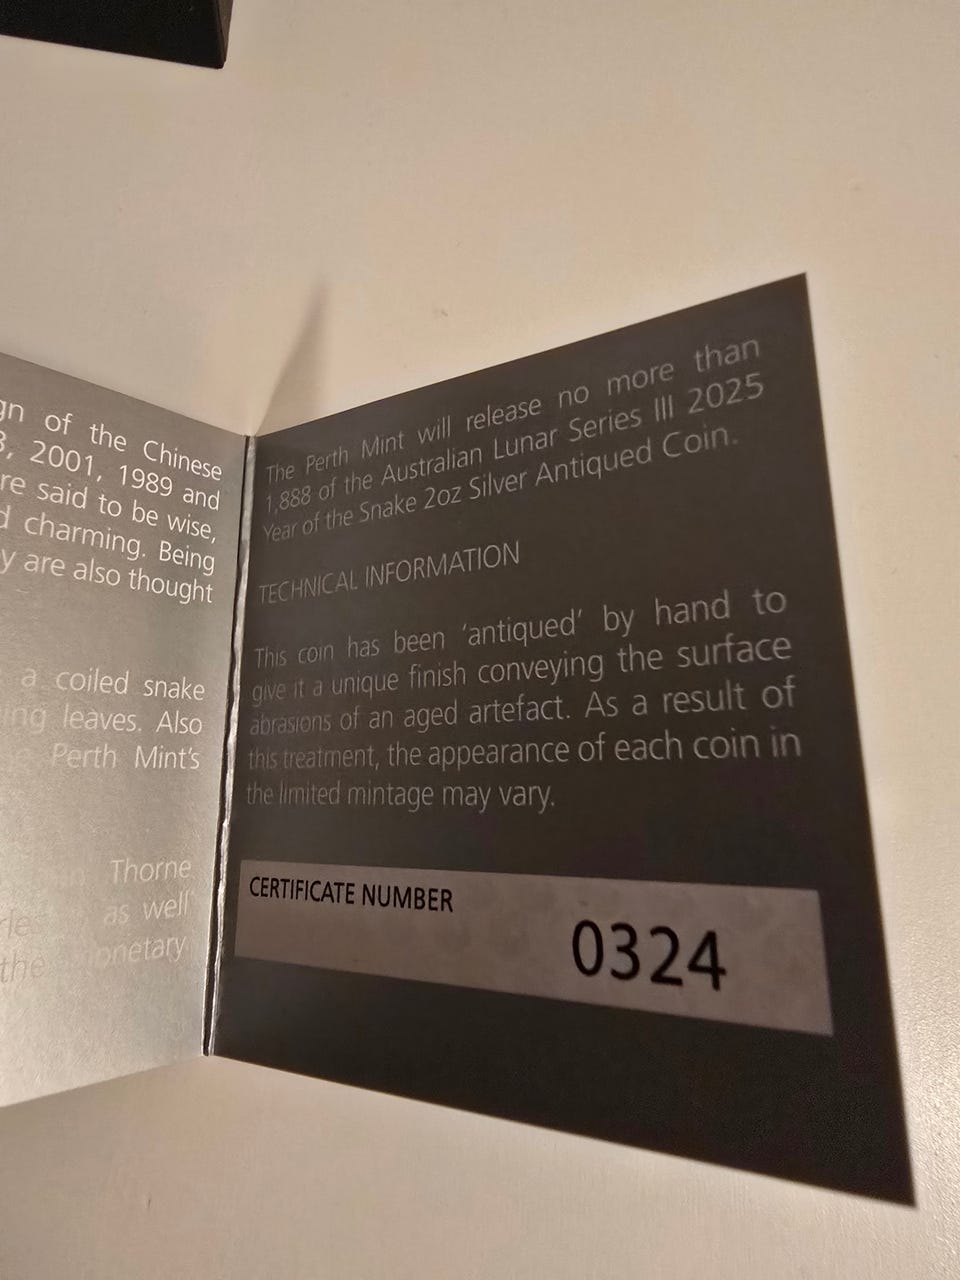 gn of the Chinese
, 2001, 1989 and
re said to be wise,
d charming. Being
y are also thought
a coiled snake
ing leaves. Also
Perth Mint's
Thorne
as well
the monetary
The Perth Mint will release no more than
1,888 of the Australian Lunar Series III 2025
Year of the Snake 2oz Silver Antiqued Coin.
TECHNICAL INFORMATION
This coin has been 'antiqued' by hand to
give it a unique finish conveying the surface
abrasions of an aged artefact. As a result of
this treatment, the appearance of each coin in
the limited mintage may vary.
CERTIFICATE NUMBER
0324